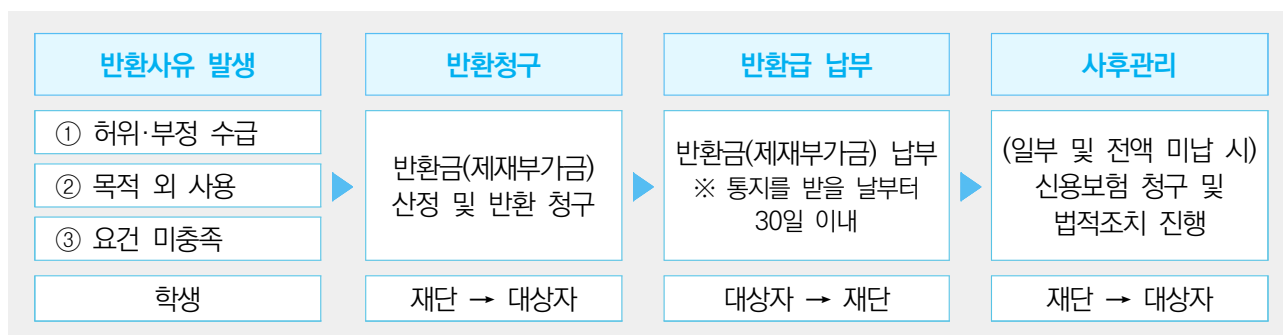 반환사유 발생
① 허위·부정 수급
② 목적 외 사용
③ 요건 미충족
학생
반환청구
반환금(제재부가금)
산정 및 반환 청구
재단 → 대상자
반환급 납부
반환금(제재부가금) 납부
※ 통지를 받을 날부터
30일 이내
대상자 → 재단
사후관리
(일부 및 전액 미납 시)
신용보험 청구 및
법적조치 진행
재단 → 대상자